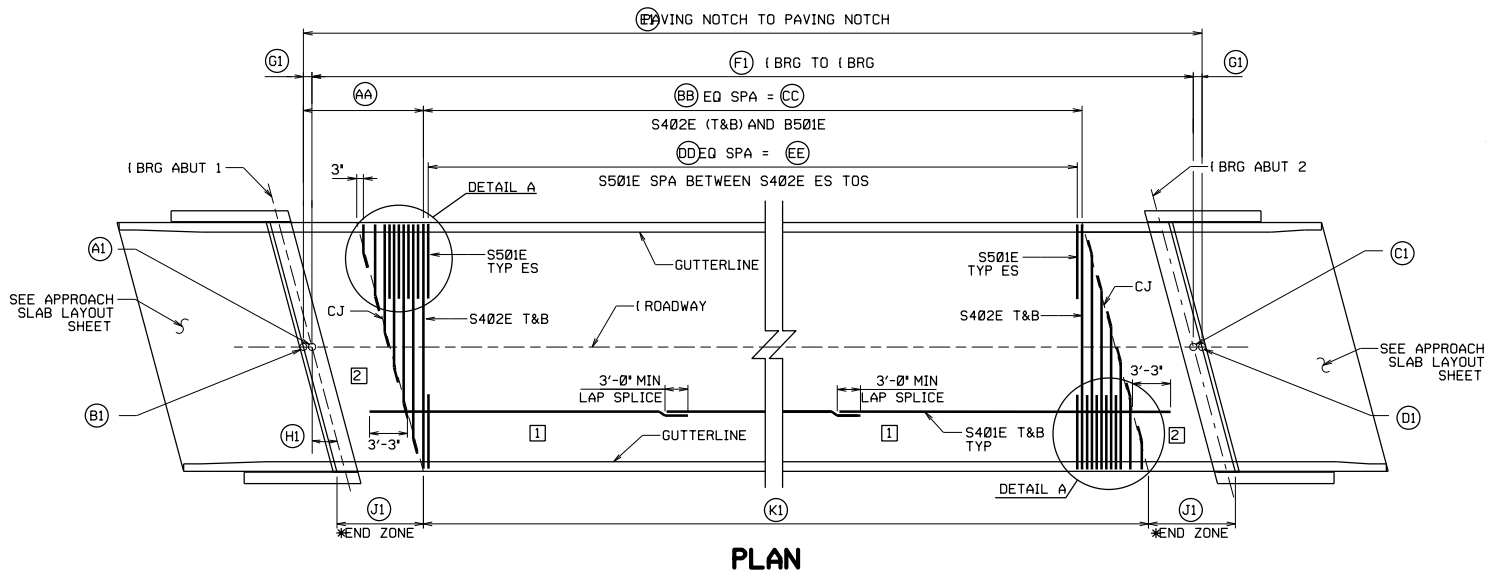 E1 PAVING NOTCH TO PAVING NOTCH
G1
F1 BRG TO BRG
G1
AA
BB EQ SPA = CC
S402E (T&B) AND B501E
DD EQ SPA = EE
S501E SPA BETWEEN S402E ES TOS
BRG ABUT 1
3"
DETAIL A
BRG ABUT 2
A1
S501E
TYP ES
GUTTERLINE
S501E
TYP ES
C1
SEE APPROACH
SLAB LAYOUT
SHEET
CJ
S402E T&B
ROADWAY
S402E T&B
CJ
SEE APPROACH
SLAB LAYOUT
SHEET
2
3'-0" MIN
LAP SPLICE
3'-0" MIN
LAP SPLICE
3'-3"
B1
D1
H1
3'-3"
1
GUTTERLINE
1
S401E T&B
TYP
2
DETAIL A
J1
*END ZONE
K1
J1
*END ZONE
PLAN